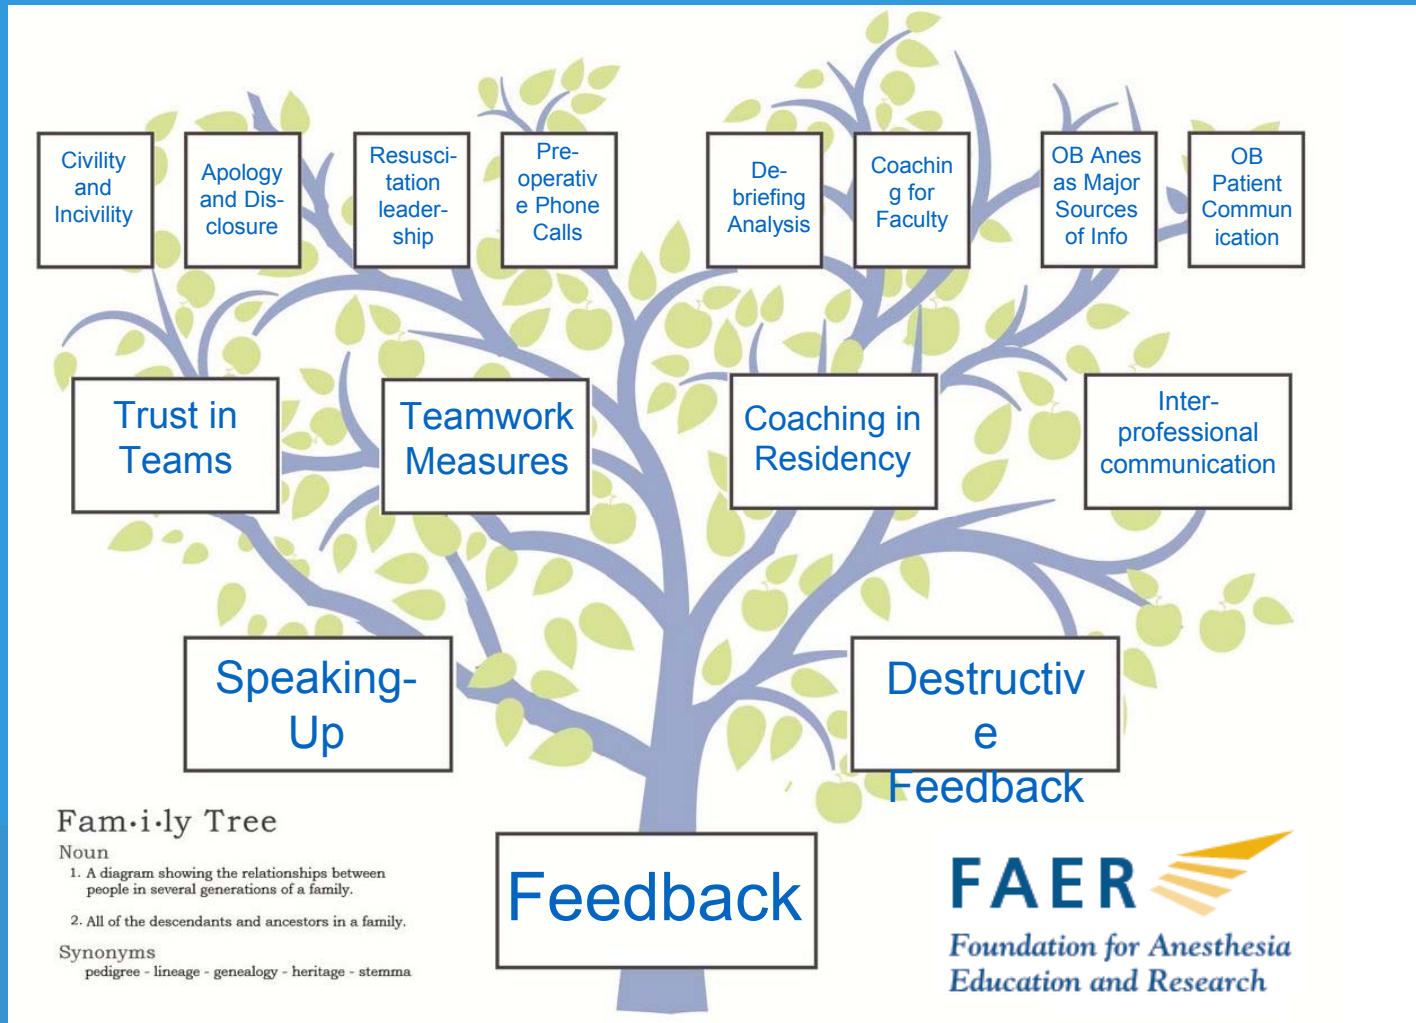 Civility
and
Incivility
Apology
and Dis-
closure
Resusci-
tation
leader-
ship
Pre-
operativ
e Phone
Calls
De-
briefing
Analysis
Coachin
g for
Faculty
OB Anes
as Major
Sources
of Info
OB
Patient
Commun
ication
Trust in
Teams
Teamwork
Measures
Coaching in
Residency
Inter-
professional
communication
Speaking-
Up
Destructiv
e
Feedback
Fam·i·ly Tree
Noun
1. A diagram showing the relationships between
people in several generations of a family.
2. All of the descendants and ancestors in a family.
Synonyms
pedigree - lineage - genealogy - heritage - stemma
Feedback
FAER
Foundation for Anesthesia
Education and Research